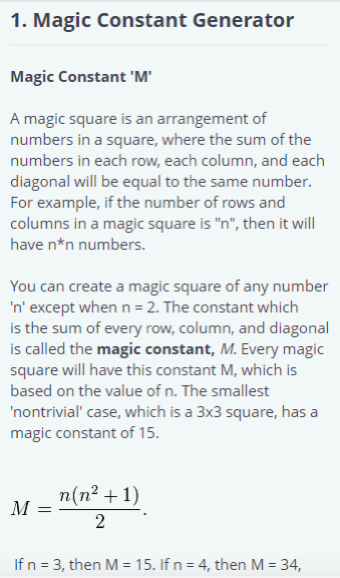 1. Magic Constant Generator
Magic Constant 'M'
A magic square is an arrangement of
numbers in a square, where the sum of the
numbers in each row, each column, and each
diagonal will be equal to the same number.
For example, if the number of rows and
columns in a magic square is "n", then it will
have n*n numbers.
You can create a magic square of any number
'n' except when n = 2. The constant which
is the sum of every row, column, and diagonal
is called the magic constant, M. Every magic
square will have this constant M, which is
based on the value of n. The smallest
'nontrivial' case, which is a 3x3 square, has a
magic constant of 15.
M = n(n² + 1)/2.
If n = 3, then M = 15. If n = 4, then M = 34,